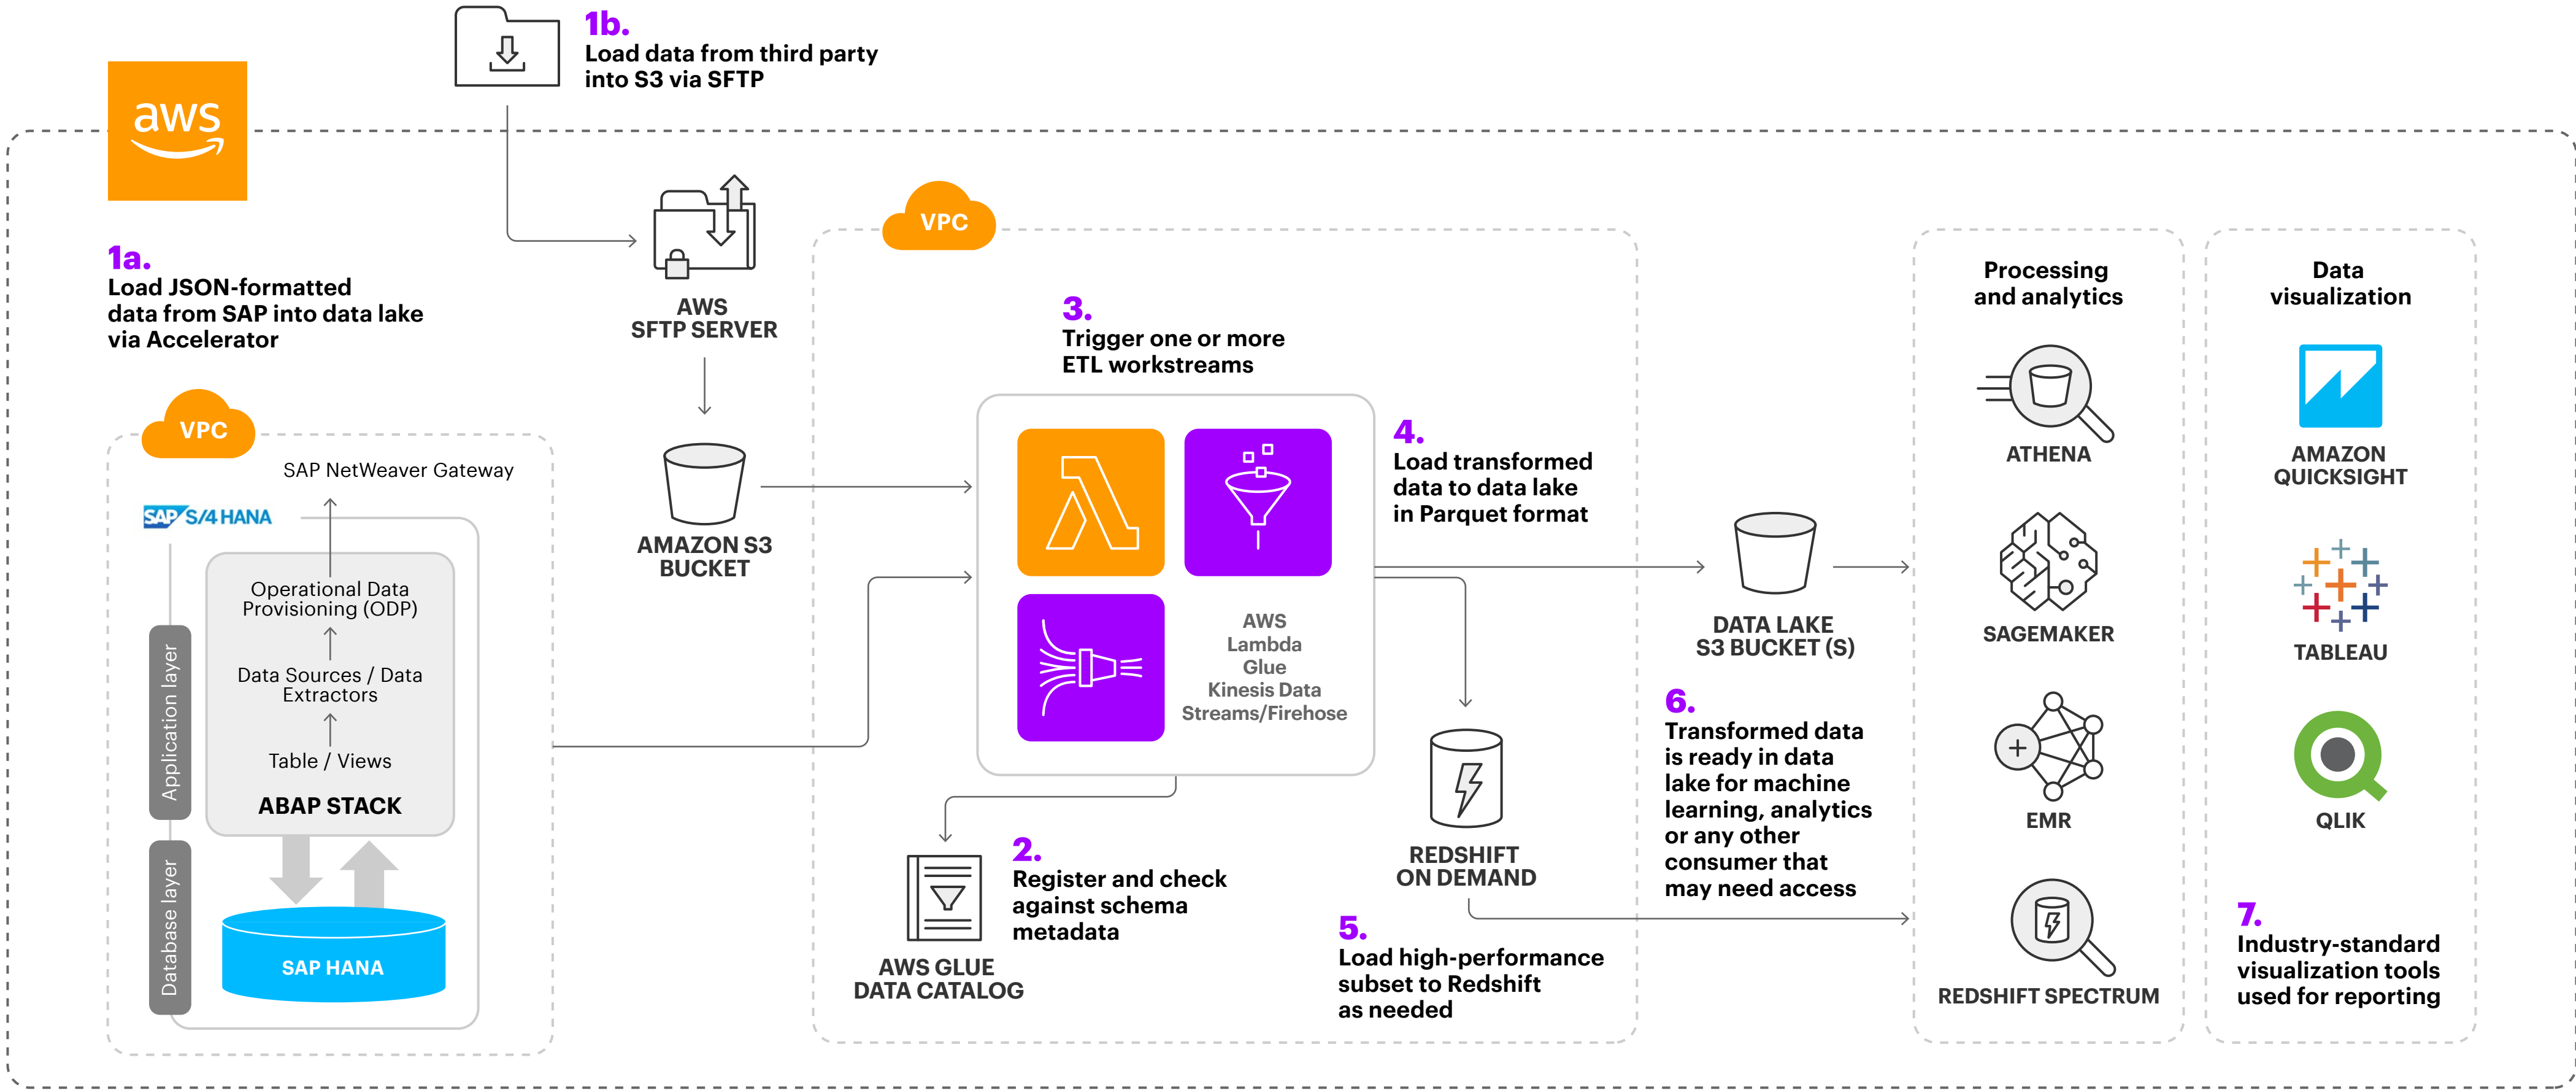 1b.
Load data from third party
into S3 via SFTP
aws
1a.
Load JSON-formatted
data from SAP into data lake
via Accelerator
VPC
SAP NetWeaver Gateway
SAP S/4 HANA
Operational Data
Provisioning (ODP)
Data Sources / Data
Extractors
Table / Views
ABAP STACK
Application layer
Database layer
SAP HANA
AWS
SFTP SERVER
AMAZON S3
BUCKET
VPC
3.
Trigger one or more
ETL workstreams
AWS
Lambda
Glue
Kinesis Data
Streams/Firehose
2.
Register and check
against schema
metadata
AWS GLUE
DATA CATALOG
4.
Load transformed
data to data lake
in Parquet format
REDSHIFT
ON DEMAND
5.
Load high-performance
subset to Redshift
as needed
DATA LAKE
S3 BUCKET (S)
6.
Transformed data
is ready in data
lake for machine
learning, analytics
or any other
consumer that
may need access
Processing
and analytics
ATHENA
SAGEMAKER
EMR
REDSHIFT SPECTRUM
Data
visualization
AMAZON
QUICKSIGHT
TABLEAU
QLIK
7.
Industry-standard
visualization tools
used for reporting